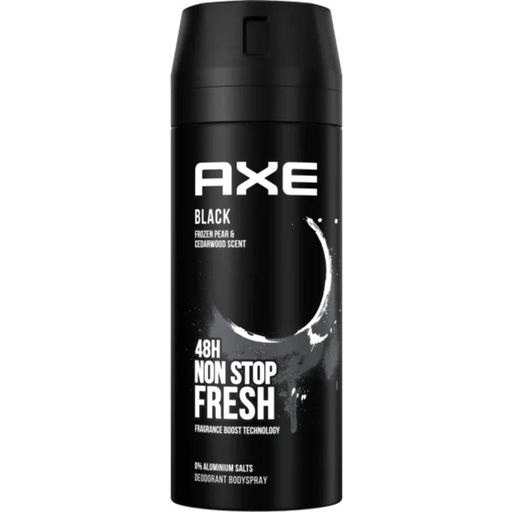 AXE
BLACK
FROZEN PEAR &
CEDARWOOD SCENT
48H
NON STOP
FRESH
FRAGRANCE BOOST TECHNOLOGY
0% ALUMINIUM SALTS
DEODORANT BODYSPRAY